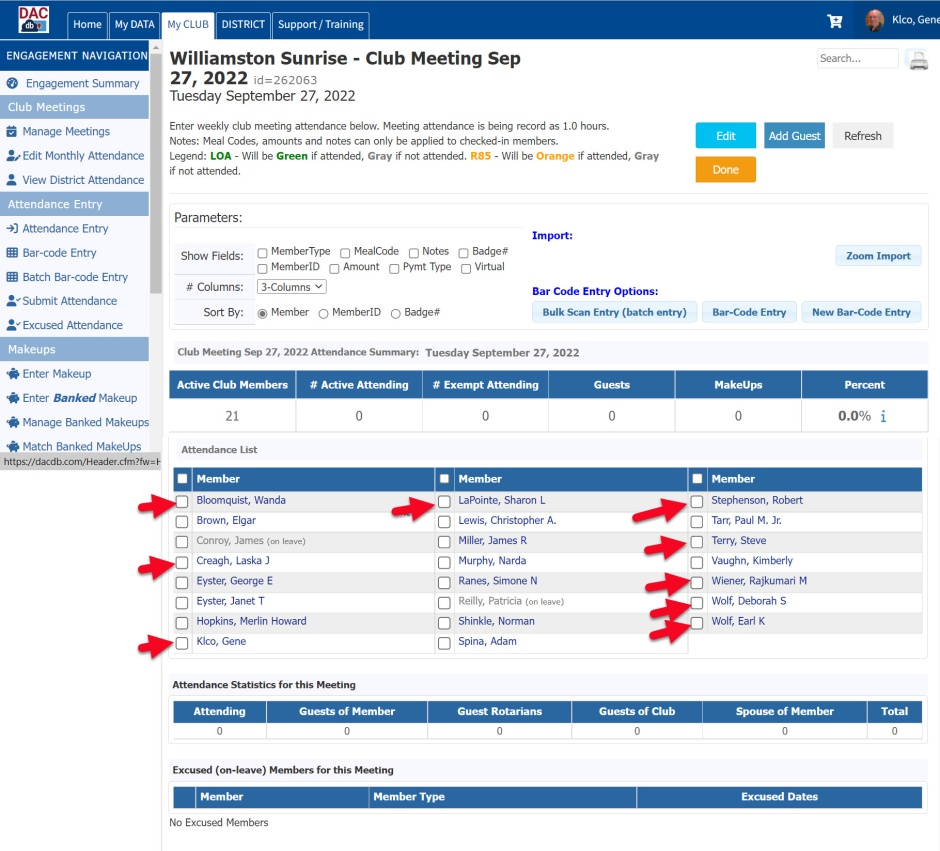 DAC
db
Home
My DATA
My CLUB
DISTRICT
Support / Training
Klco, Gene
ENGAGEMENT NAVIGATION
Engagement Summary
Club Meetings
Manage Meetings
Edit Monthly Attendance
View District Attendance
Attendance Entry
Attendance Entry
Bar-code Entry
Batch Bar-code Entry
Submit Attendance
Excused Attendance
Makeups
Enter Makeup
Enter Banked Makeup
Manage Banked Makeups
Match Banked MakeUps
https://dacdb.com/Header.cfm?fw=H
Williamston Sunrise - Club Meeting Sep
27, 2022 id=262063
Tuesday September 27, 2022
Search...
Enter weekly club meeting attendance below. Meeting attendance is being record as 1.0 hours.
Notes: Meal Codes, amounts and notes can only be applied to checked-in members.
Legend: LOA - Will be Green if attended, Gray if not attended. R85 - Will be Orange if attended, Gray
if not attended.
Edit
Add Guest
Refresh
Done
Parameters:
Show Fields: MemberType MealCode Notes Badge#
MemberID Amount Pymt Type Virtual
# Columns: 3-Columns
Sort By: Member MemberID Badge#
Import:
Zoom Import
Bar Code Entry Options:
Bulk Scan Entry (batch entry) Bar-Code Entry New Bar-Code Entry
Club Meeting Sep 27, 2022 Attendance Summary: Tuesday September 27, 2022
Active Club Members # Active Attending # Exempt Attending Guests MakeUps Percent
21 0 0 0 0 0.0% i
Attendance List
Member Member Member
Bloomquist, Wanda LaPointe, Sharon L Stephenson, Robert
Brown, Elgar Lewis, Christopher A. Tarr, Paul M. Jr.
Conroy, James (on leave) Miller, James R Terry, Steve
Creagh, Laska J Murphy, Narda Vaughn, Kimberly
Eyster, George E Ranes, Simone N Wiener, Rajkumari M
Eyster, Janet T Reilly, Patricia (on leave) Wolf, Deborah S
Hopkins, Merlin Howard Shinkle, Norman Wolf, Earl K
Klco, Gene Spina, Adam
Attendance Statistics for this Meeting
Attending Guests of Member Guest Rotarians Guests of Club Spouse of Member Total
0 0 0 0 0 0
Excused (on-leave) Members for this Meeting
Member Member Type Excused Dates
No Excused Members